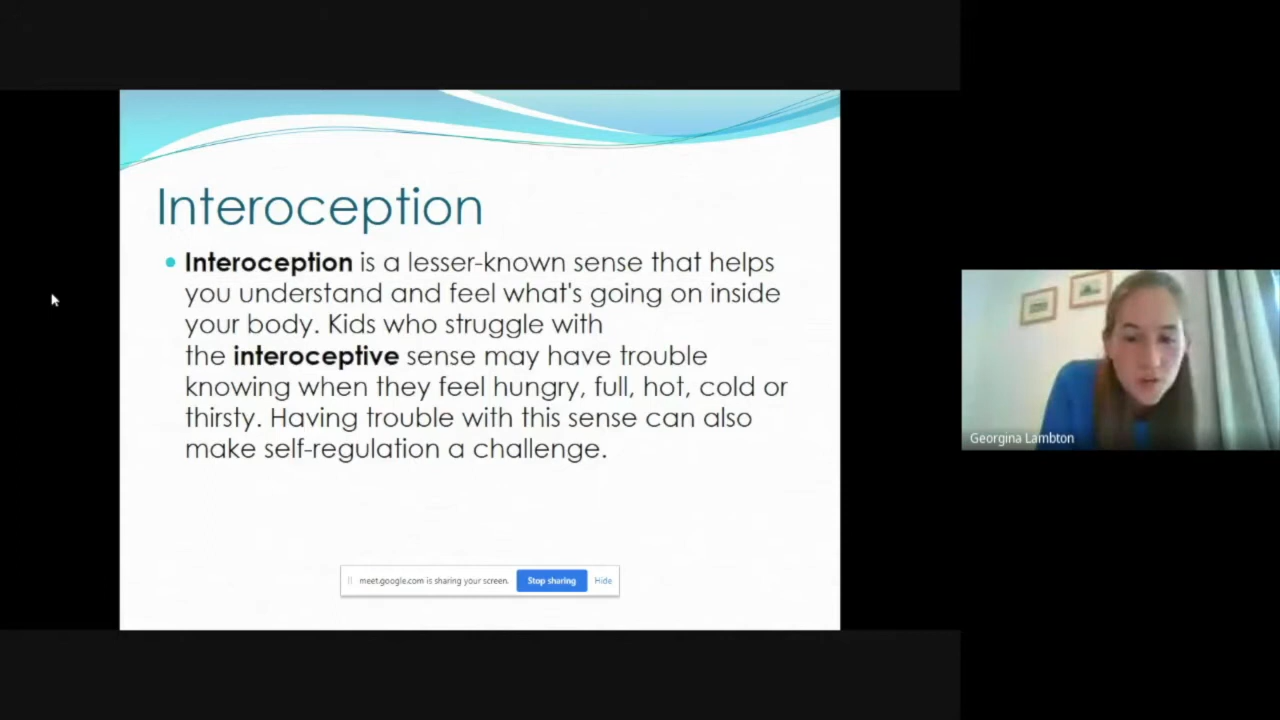 Interoception
Interoception is a lesser-known sense that helps
you understand and feel what's going on inside
your body. Kids who struggle with
the interoceptive sense may have trouble
knowing when they feel hungry, full, hot, cold or
thirsty. Having trouble with this sense can also
make self-regulation a challenge.
meet.google.com is sharing your screen. Stop sharing Hide
Georgina Lambton